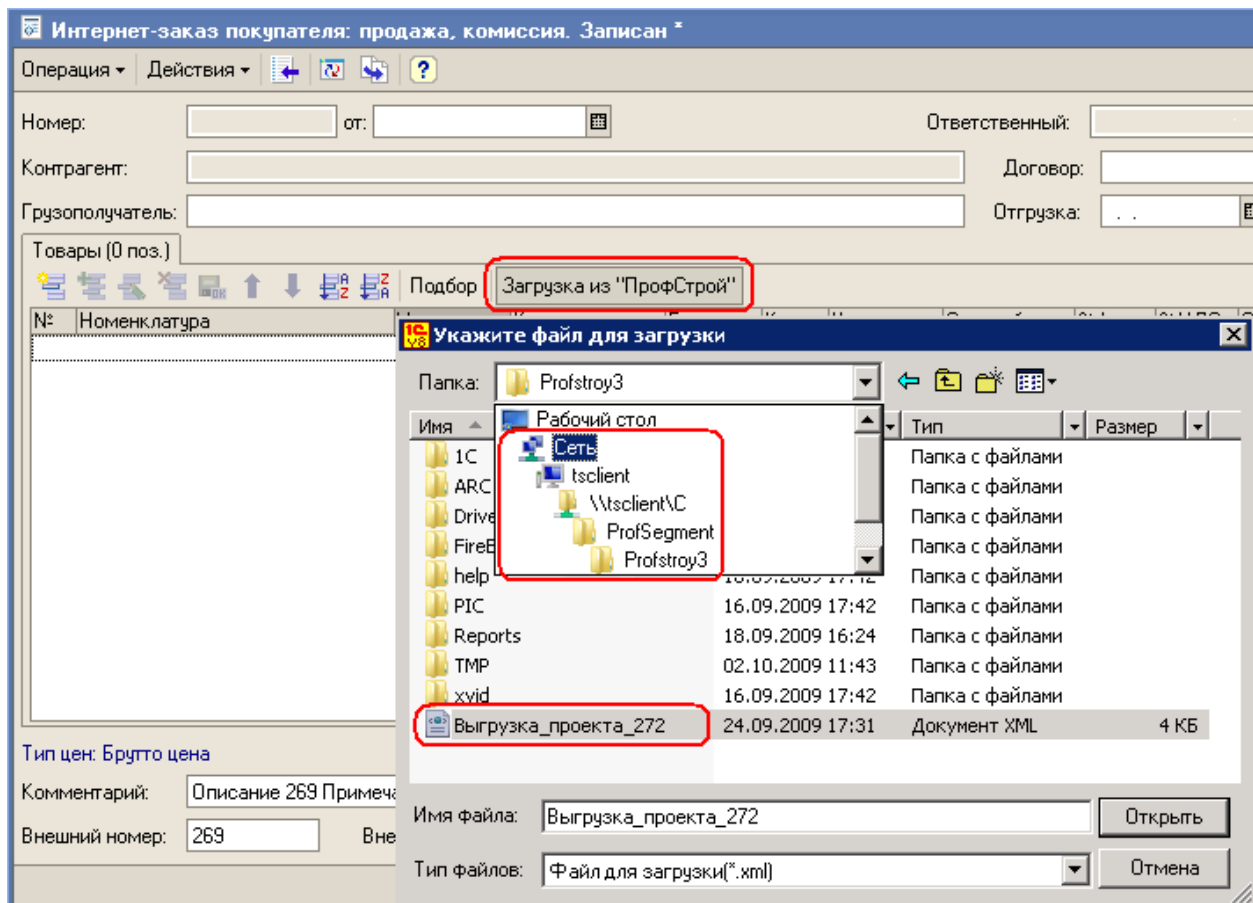 Интернет-заказ покупателя: продажа, комиссия. Записан *
Операция Действия ?
Номер: от: Ответственный:
Контрагент: Договор:
Грузополучатель: Отгрузка: . .
Товары (0 поз.)
Подбор Загрузка из "ПрофСтрой"
№ Номенклатура
Укажите файл для загрузки
Папка: Profstroy3
Рабочий стол
Сеть
tsclient
\\tsclient\C
ProfSegment
Profstroy3
Имя Тип Размер
1C Папка с файлами
ARC Папка с файлами
Drive Папка с файлами
Папка с файлами
help Папка с файлами
PIC 16.09.2009 17:42 Папка с файлами
Reports 18.09.2009 16:24 Папка с файлами
TMP 02.10.2009 11:43 Папка с файлами
xvid 16.09.2009 17:42 Папка с файлами
Выгрузка_проекта_272 24.09.2009 17:31 Документ XML 4 КБ
Тип цен: Брутто цена
Комментарий: Описание 269 Примеча
Внешний номер: 269 Вне
Имя файла: Выгрузка_проекта_272 Открыть
Тип файлов: Файл для загрузки(*.xml) Отмена